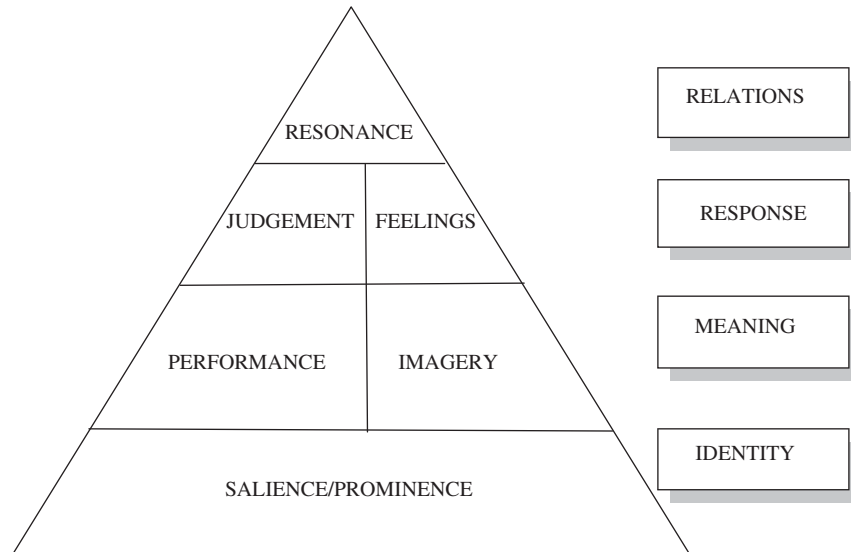 RELATIONS
RESONANCE
JUDGEMENT
FEELINGS
RESPONSE
PERFORMANCE
IMAGERY
MEANING
SALIENCE/PROMINENCE
IDENTITY